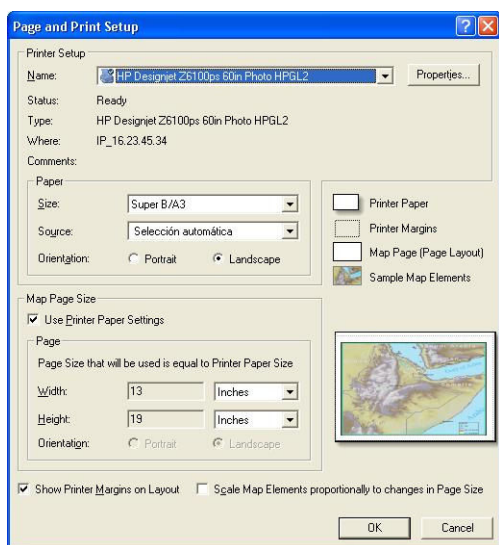 Page and Print Setup
Printer Setup
Name: HP Designjet Z6100ps 60in Photo HPGL2 Properties...
Status: Ready
Type: HP Designjet Z6100ps 60in Photo HPGL2
Where: IP_16.23.45.34
Comments:
Paper
Size: Super B/A3
Source: Selección automática
Orientation: Portrait Landscape
Printer Paper
Printer Margins
Map Page (Page Layout)
Sample Map Elements
Map Page Size
Use Printer Paper Settings
Page
Page Size that will be used is equal to Printer Paper Size
Width: 13 Inches
Height: 19 Inches
Orientation: Portrait Landscape
Show Printer Margins on Layout Scale Map Elements proportionally to changes in Page Size
OK Cancel